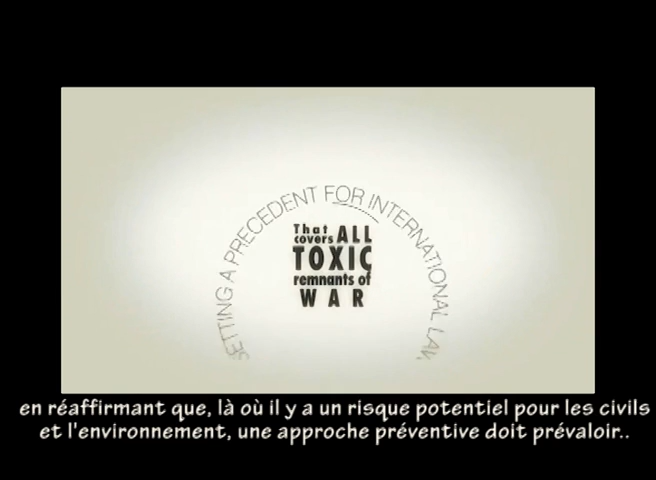 SETTING A PRECEDENT FOR INTERNATIONAL LAW
That
covers ALL
TOXIC
remnants of
WAR
en réaffirmant que, là où il y a un risque potentiel pour les civils
et l'environnement, une approche préventive doit prévaloir..